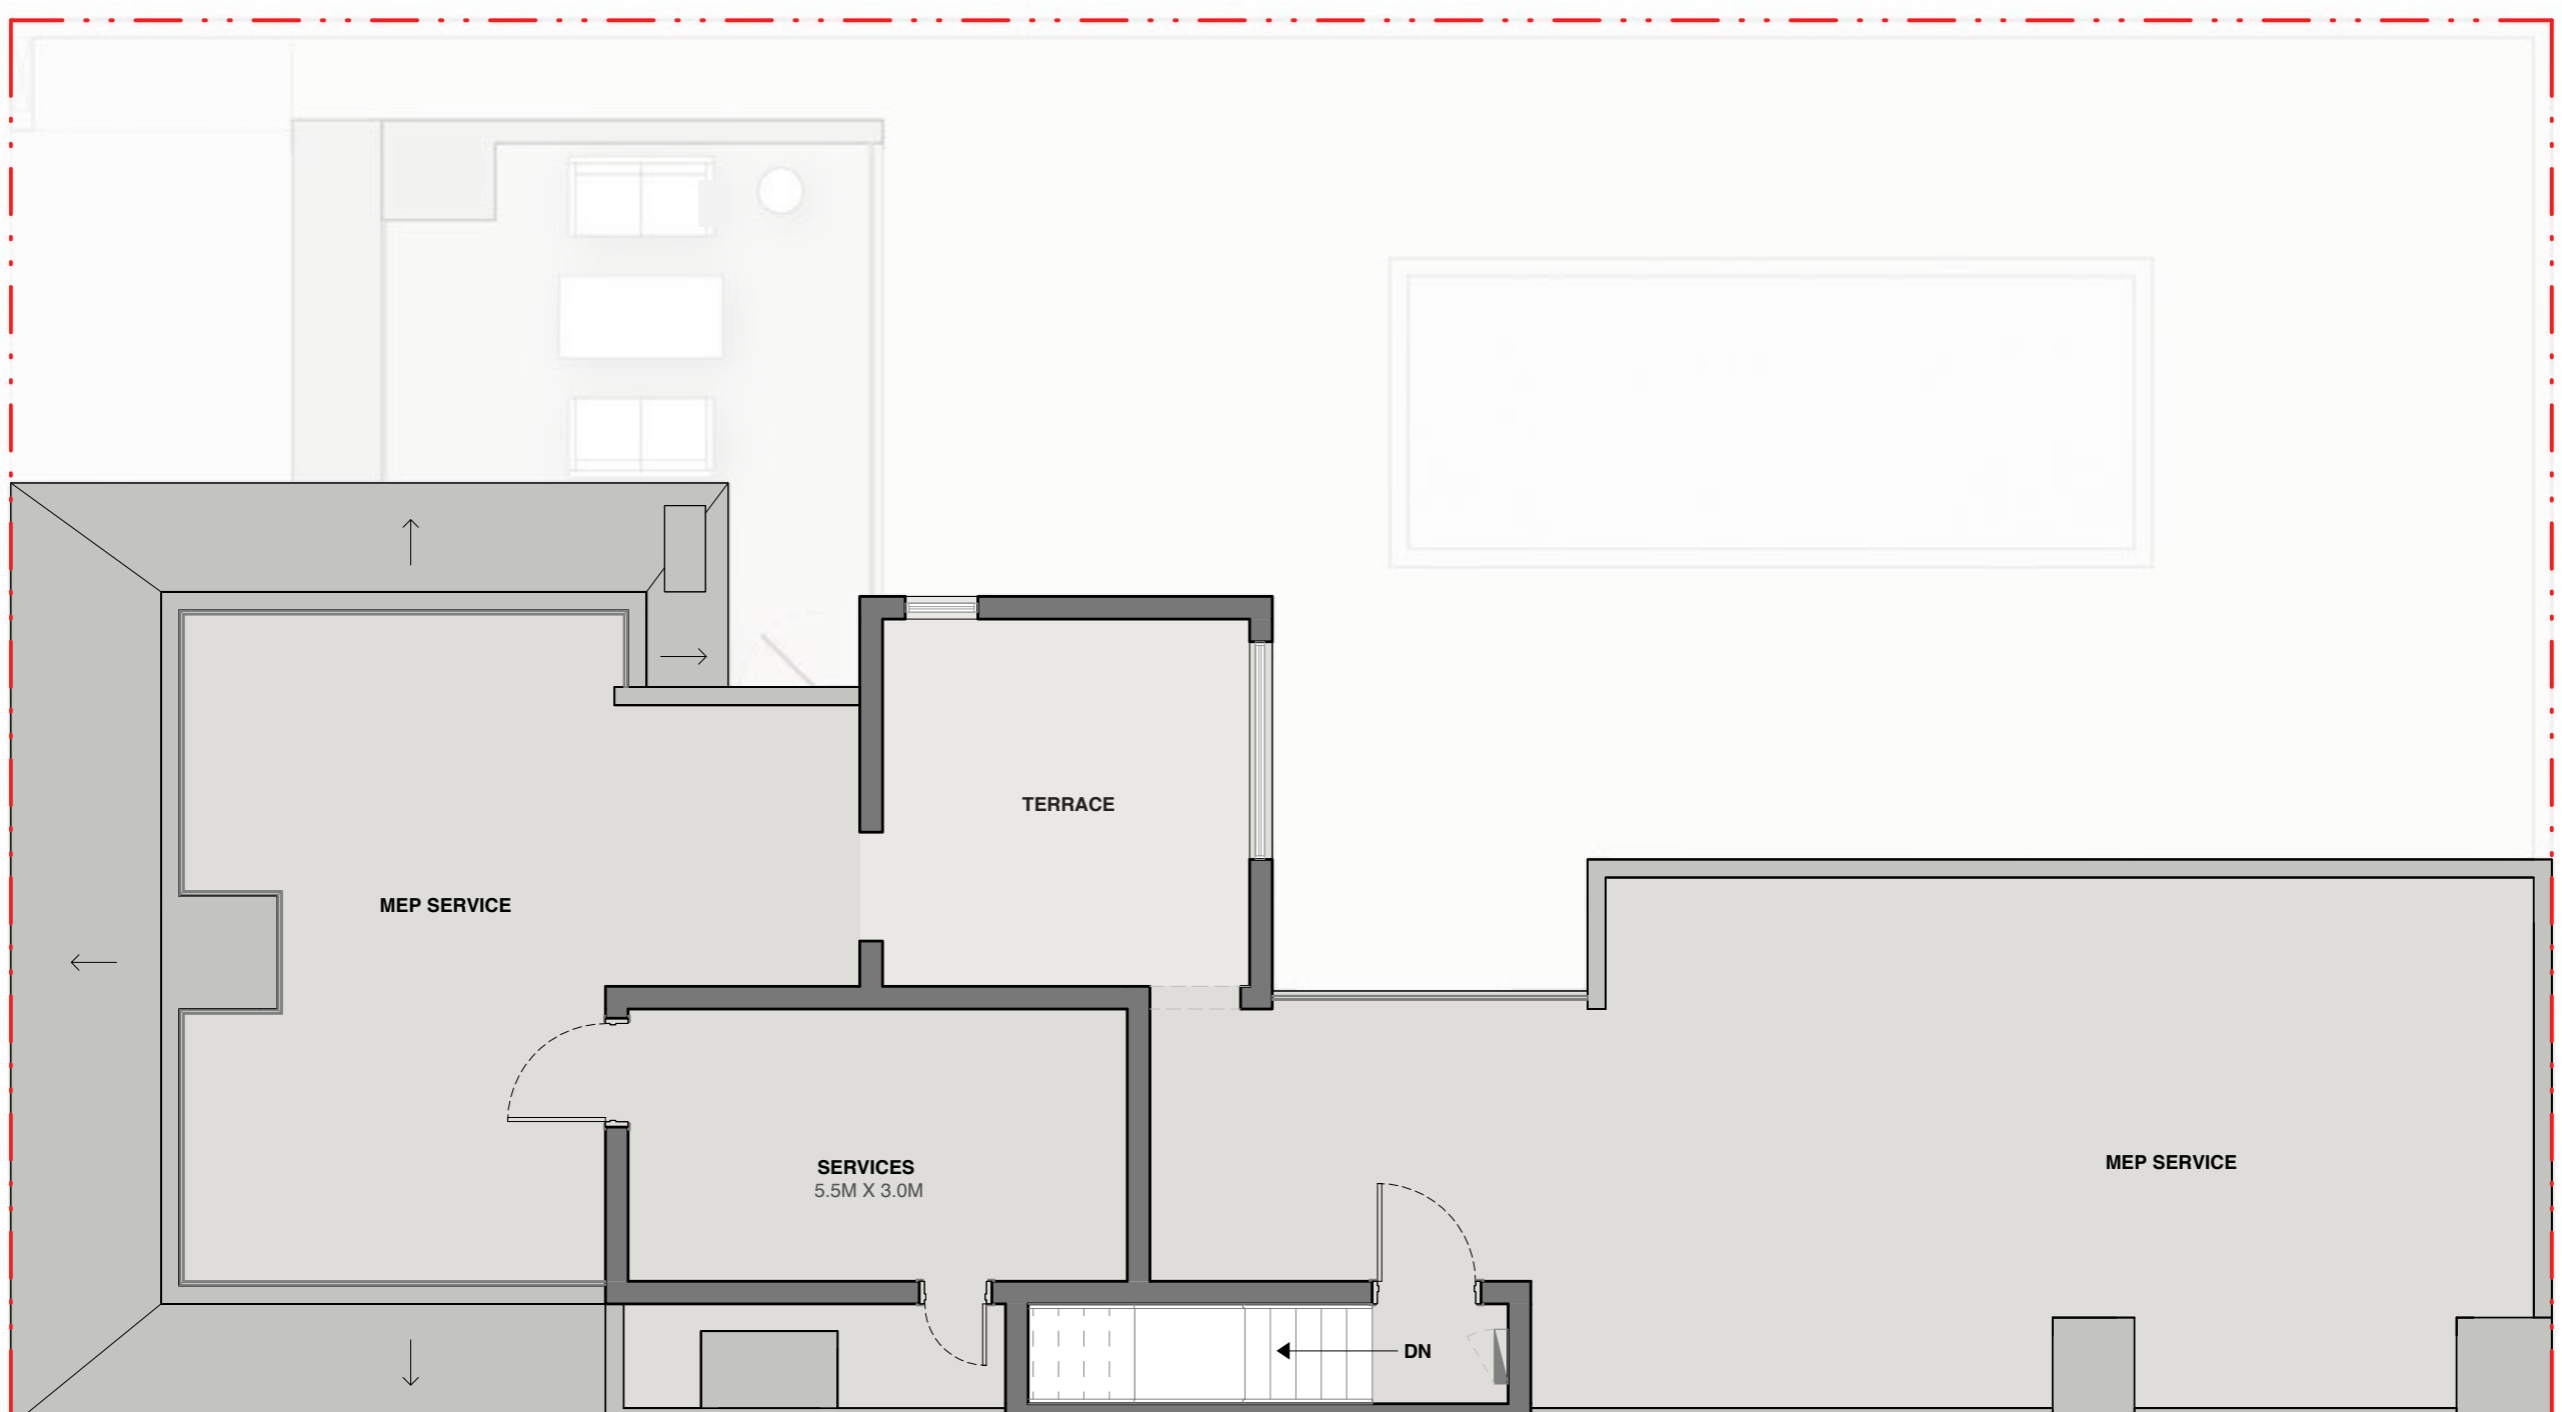 TERRACE
MEP SERVICE
SERVICES
5.5M X 3.0M
MEP SERVICE
DN